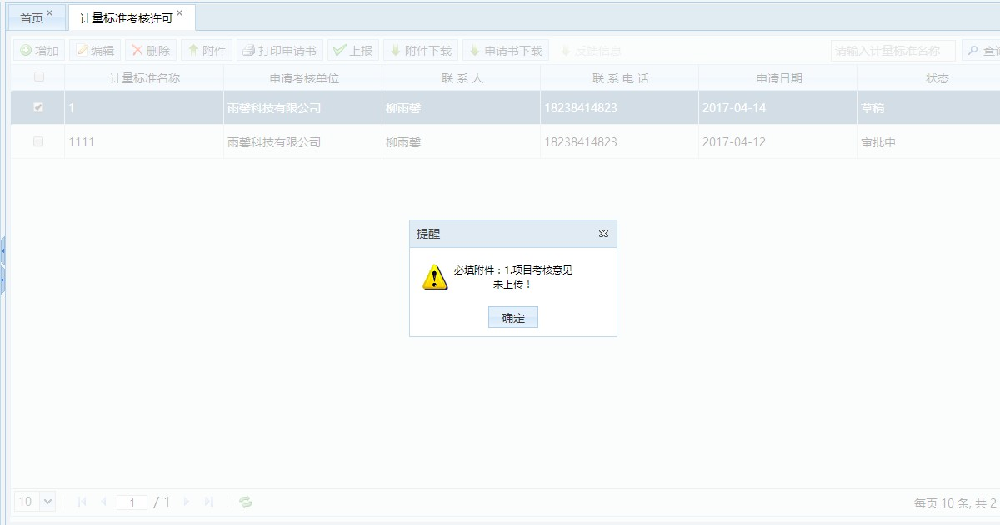 首页 计量标准考核许可
增加 编辑 删除 附件 打印申请书 上报 附件下载 申请书下载 反馈信息 请输入计量标准名称
计量标准名称 申请考核单位 联 系 人 联 系 电 话 申请日期 状态
1 雨馨科技有限公司 柳雨馨 18238414823 2017-04-14 草稿
1111 雨馨科技有限公司 柳雨馨 18238414823 2017-04-12 审批中
提醒
必填附件：1.项目考核意见
未上传！
确定
10 1 / 1 每页 10 条, 共 2